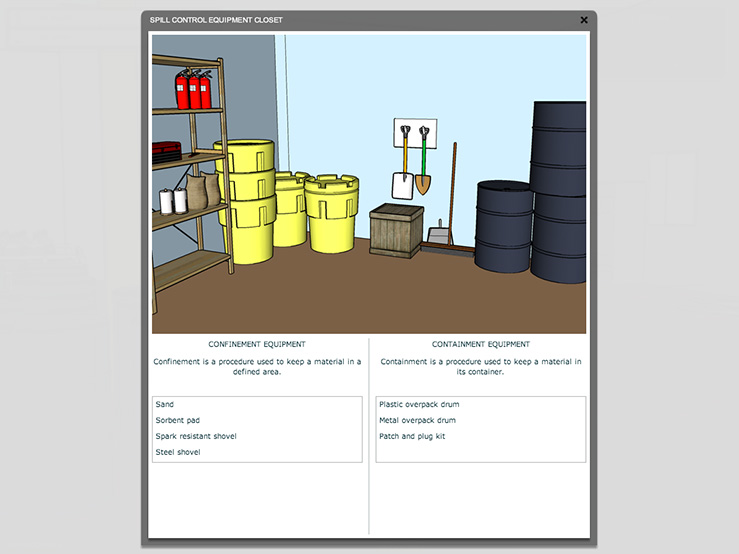 SPILL CONTROL EQUIPMENT CLOSET
CONFINEMENT EQUIPMENT
Confinement is a procedure used to keep a material in a
defined area.
Sand
Sorbent pad
Spark resistant shovel
Steel shovel
CONTAINMENT EQUIPMENT
Containment is a procedure used to keep a material in
its container.
Plastic overpack drum
Metal overpack drum
Patch and plug kit